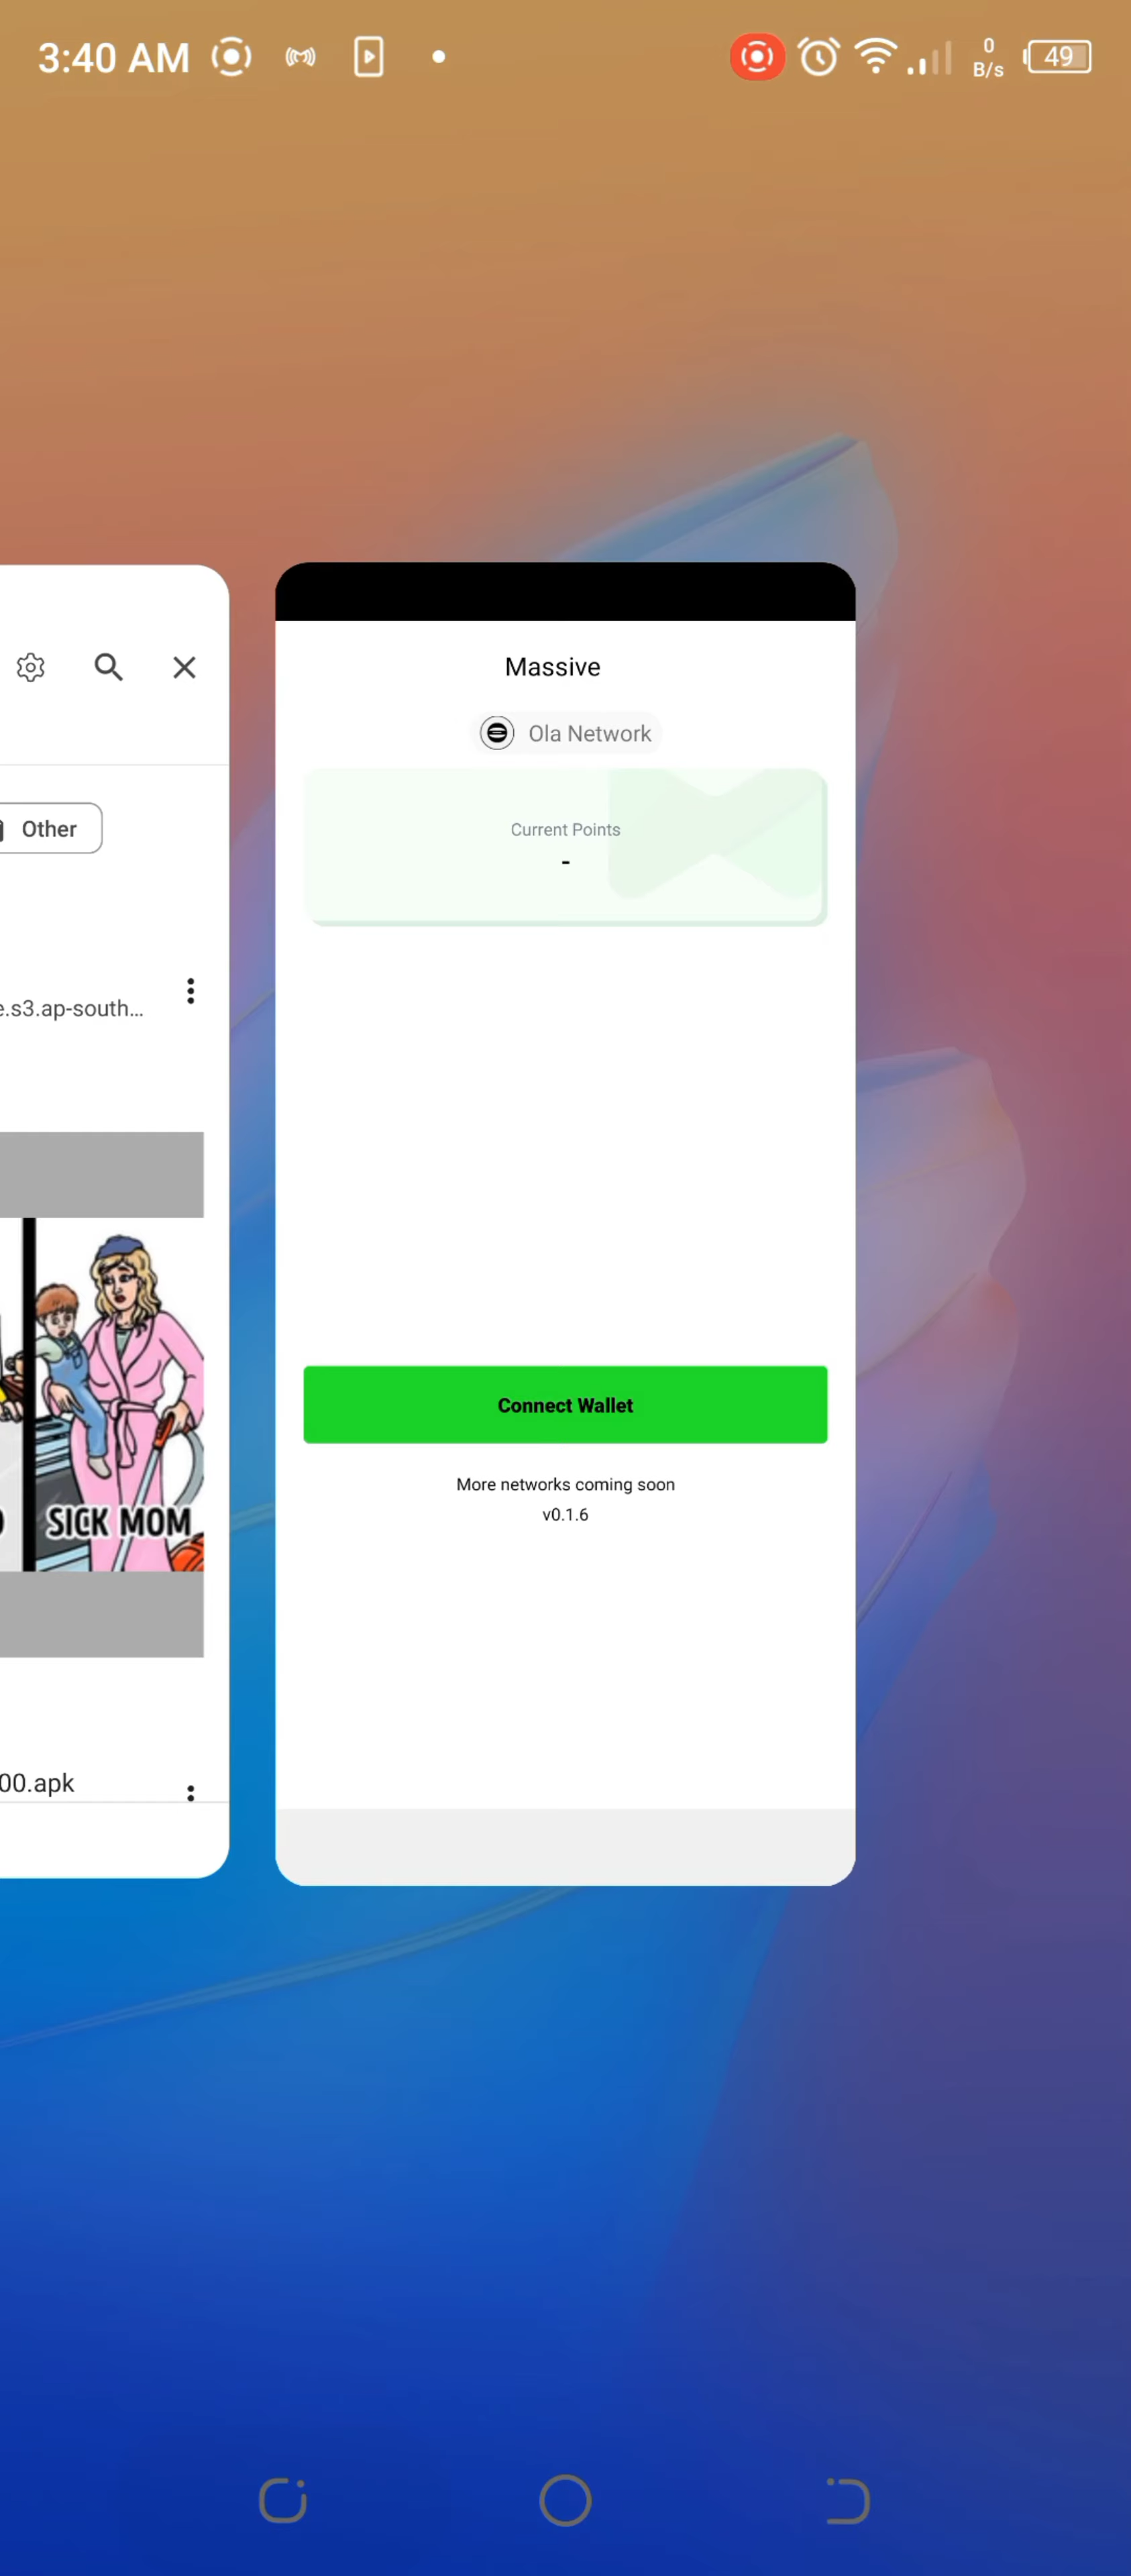 3:40 AM
0
B/s
49
Massive
Ola Network
Other
Current Points
-
e.s3.ap-south...
Connect Wallet
More networks coming soon
v0.1.6
SICK MOM
00.apk